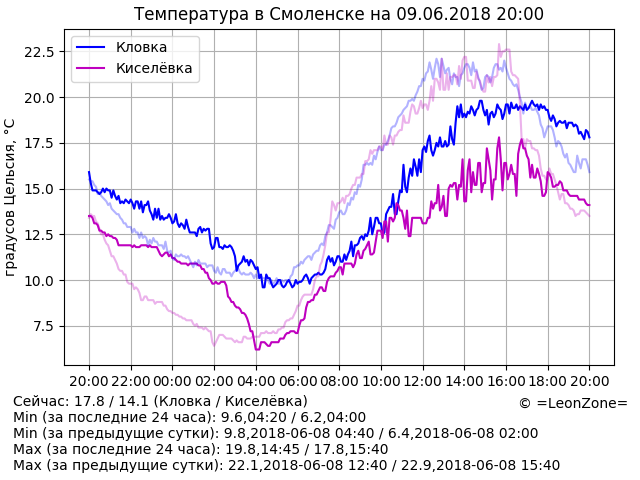 Температура в Смоленске на 09.06.2018 20:00
Кловка
Киселёвка
градусов Цельсия, °C
22.5
20.0
17.5
15.0
12.5
10.0
7.5
20:00 22:00 00:00 02:00 04:00 06:00 08:00 10:00 12:00 14:00 16:00 18:00 20:00
Сейчас: 17.8 / 14.1 (Кловка / Киселёвка)
© =LeonZone=
Min (за последние 24 часа): 9.6,04:20 / 6.2,04:00
Min (за предыдущие сутки): 9.8,2018-06-08 04:40 / 6.4,2018-06-08 02:00
Max (за последние 24 часа): 19.8,14:45 / 17.8,15:40
Max (за предыдущие сутки): 22.1,2018-06-08 12:40 / 22.9,2018-06-08 15:40